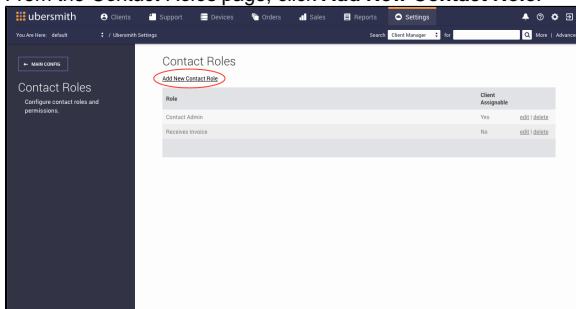 From the Contact Roles page, click Add New Contact Role.
ubersmith Clients Support Devices Orders Sales Reports Settings
You Are Here: default / Ubersmith Settings Search Client Manager for More | Advance
← MAIN CONFIG
Contact Roles
Configure contact roles and
permissions.
Contact Roles
Add New Contact Role
Role Client
Assignable
Contact Admin Yes edit | delete
Receives Invoice No edit | delete